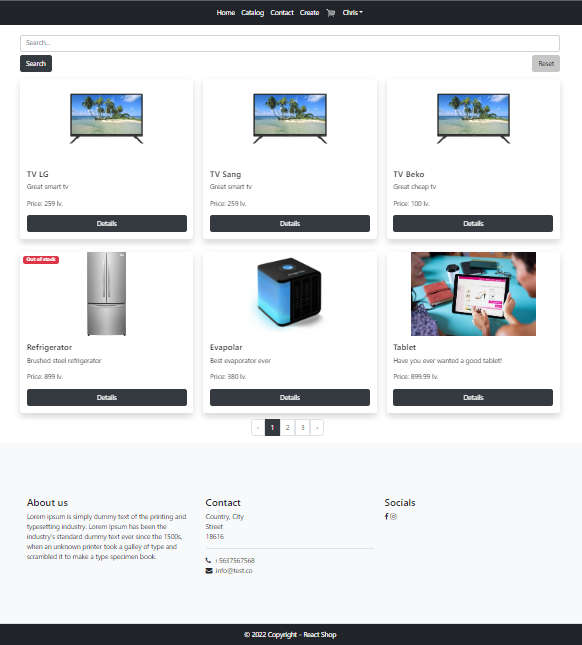 Home Catalog Contact Create Chris
Search...
Search Reset
TV LG
Great smart tv
Price: 259 lv.
Details
TV Sang
Great smart tv
Price: 259 lv.
Details
TV Beko
Great cheap tv
Price: 100 lv.
Details
Out of stock
Refrigerator
Brushed steel refrigerator
Price: 899 lv.
Details
Evapolar
Best evaporator ever
Price: 380 lv.
Details
Tablet
Have you ever wanted a good tablet!
Price: 899.99 lv.
Details
‹ 1 2 3 ›
About us
Lorem ipsum is simply dummy text of the printing and
typesetting industry. Lorem Ipsum has been the
industry's standard dummy text ever since the 1500s,
when an unknown printer took a galley of type and
scrambled it to make a type specimen book.
Contact
Country, City
Street
18616
+5637567568
info@test.co
Socials
© 2022 Copyright - React Shop